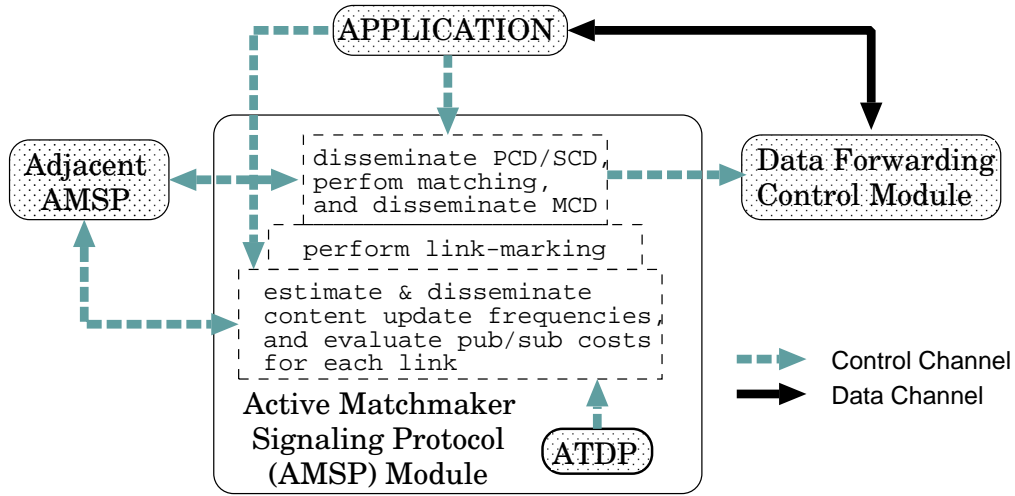 APPLICATION
Adjacent
AMSP
disseminate PCD/SCD,
perfom matching,
and disseminate MCD
Data Forwarding
Control Module
perform link-marking
estimate & disseminate
content update frequencies,
and evaluate pub/sub costs
for each link
Active Matchmaker
Signaling Protocol
(AMSP) Module
ATDP
Control Channel
Data Channel